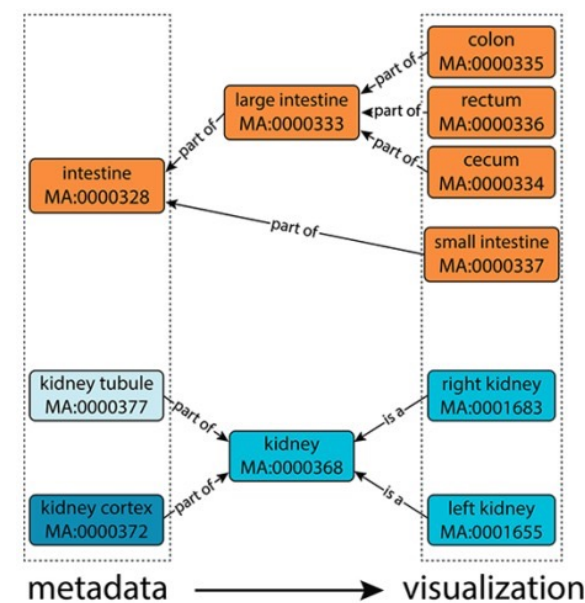 colon
MA:0000335
part of
large intestine
MA:0000333
part of
rectum
MA:0000336
part of
part of
cecum
MA:0000334
intestine
MA:0000328
part of
small intestine
MA:0000337
kidney tubule
MA:0000377
part of
right kidney
MA:0001683
is a
kidney
MA:0000368
part of
is a
kidney cortex
MA:0000372
left kidney
MA:0001655
metadata
visualization